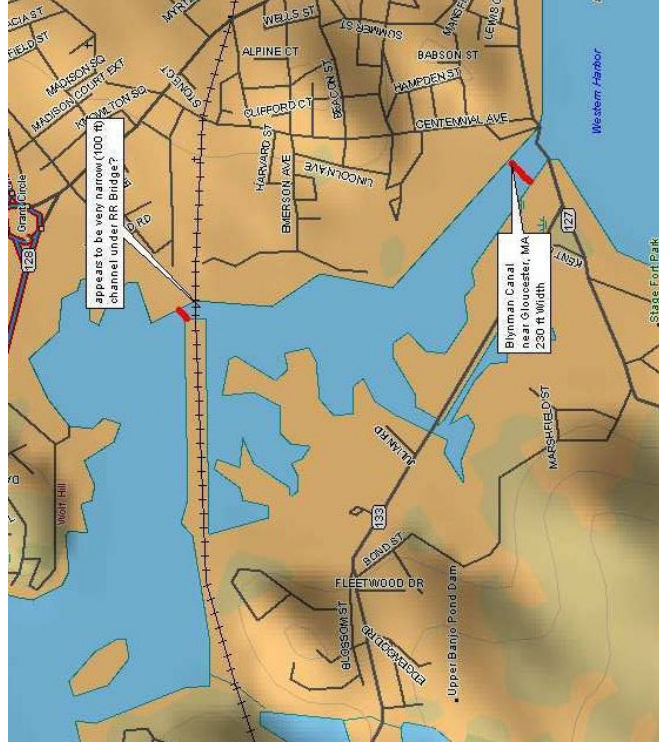 WELLS ST
SUMMER ST
LEWIS
ALPINE CT
BABSON ST
MADISON SQ
MADISON COURT EXT
KNOWLTON SQ
STONE CT
BEACON ST
HAMPDEN ST
CLIFFORD CT
CENTENNIAL AVE
HARVARD ST
EMERSON AVE
LINCOLN AVE
Western Harbor
Grant Circle
128
D RD
appears to be very narrow (100 ft)
channel under RR Bridge?
127
KENT
Blynman Canal
near Gloucester, MA
230 ft Width
Stage Fort Park
MARSHFIELD ST
JULIAN RD
Wolf Hill
133
BOND ST
FLEETWOOD DR
BLOSSOM ST
EDGEWOOD RD
Upper Banjo Pond Dam